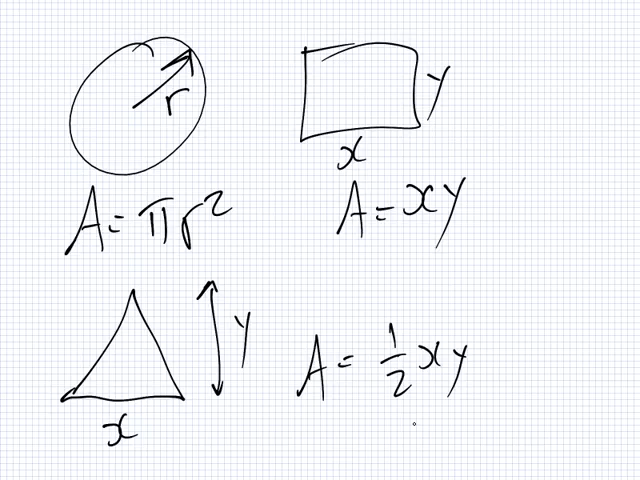 r
y
x
A = πr²
A = xy
y
A = ½xy
x